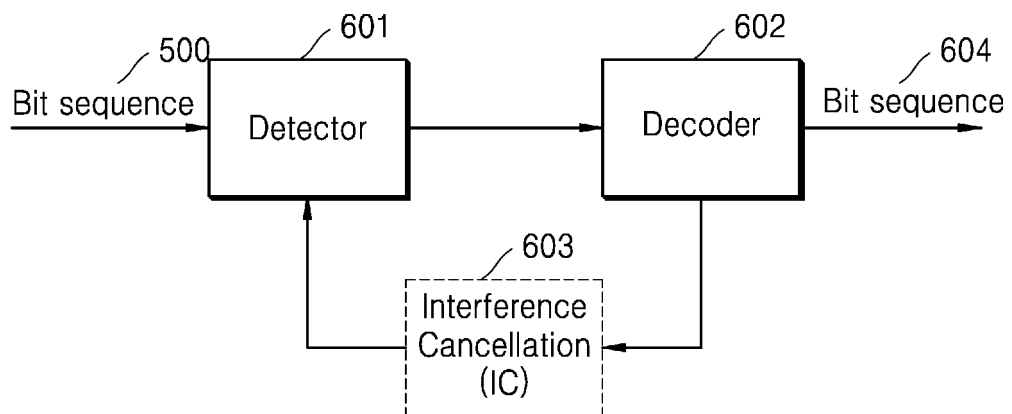 500
601
602
604
Bit sequence
Detector
Decoder
Bit sequence
603
Interference
Cancellation
(IC)